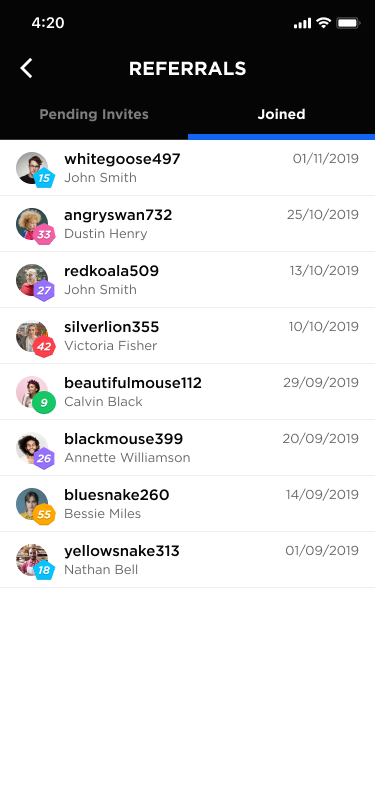 4:20
REFERRALS
Pending Invites Joined
whitegoose497 01/11/2019
15 John Smith
angryswan732 25/10/2019
33 Dustin Henry
redkoala509 13/10/2019
27 John Smith
silverlion355 10/10/2019
42 Victoria Fisher
beautifulmouse112 29/09/2019
9 Calvin Black
blackmouse399 20/09/2019
26 Annette Williamson
bluesnake260 14/09/2019
55 Bessie Miles
yellowsnake313 01/09/2019
18 Nathan Bell